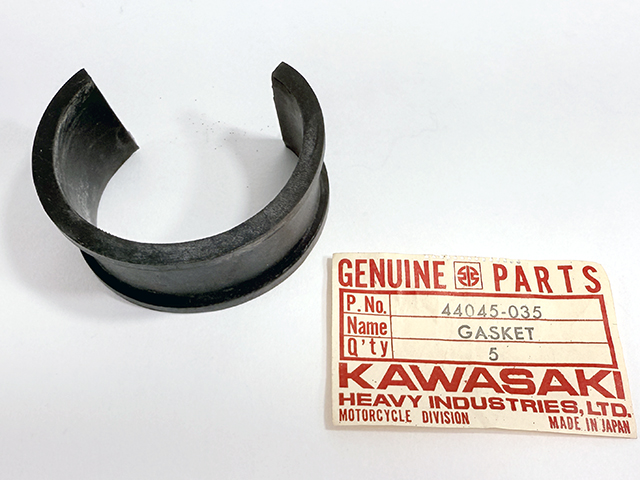 GENUINE PARTS
P.No. 44045-035
Name GASKET
Q'ty 5
KAWASAKI
HEAVY INDUSTRIES, LTD.
MOTORCYCLE DIVISION MADE IN JAPAN